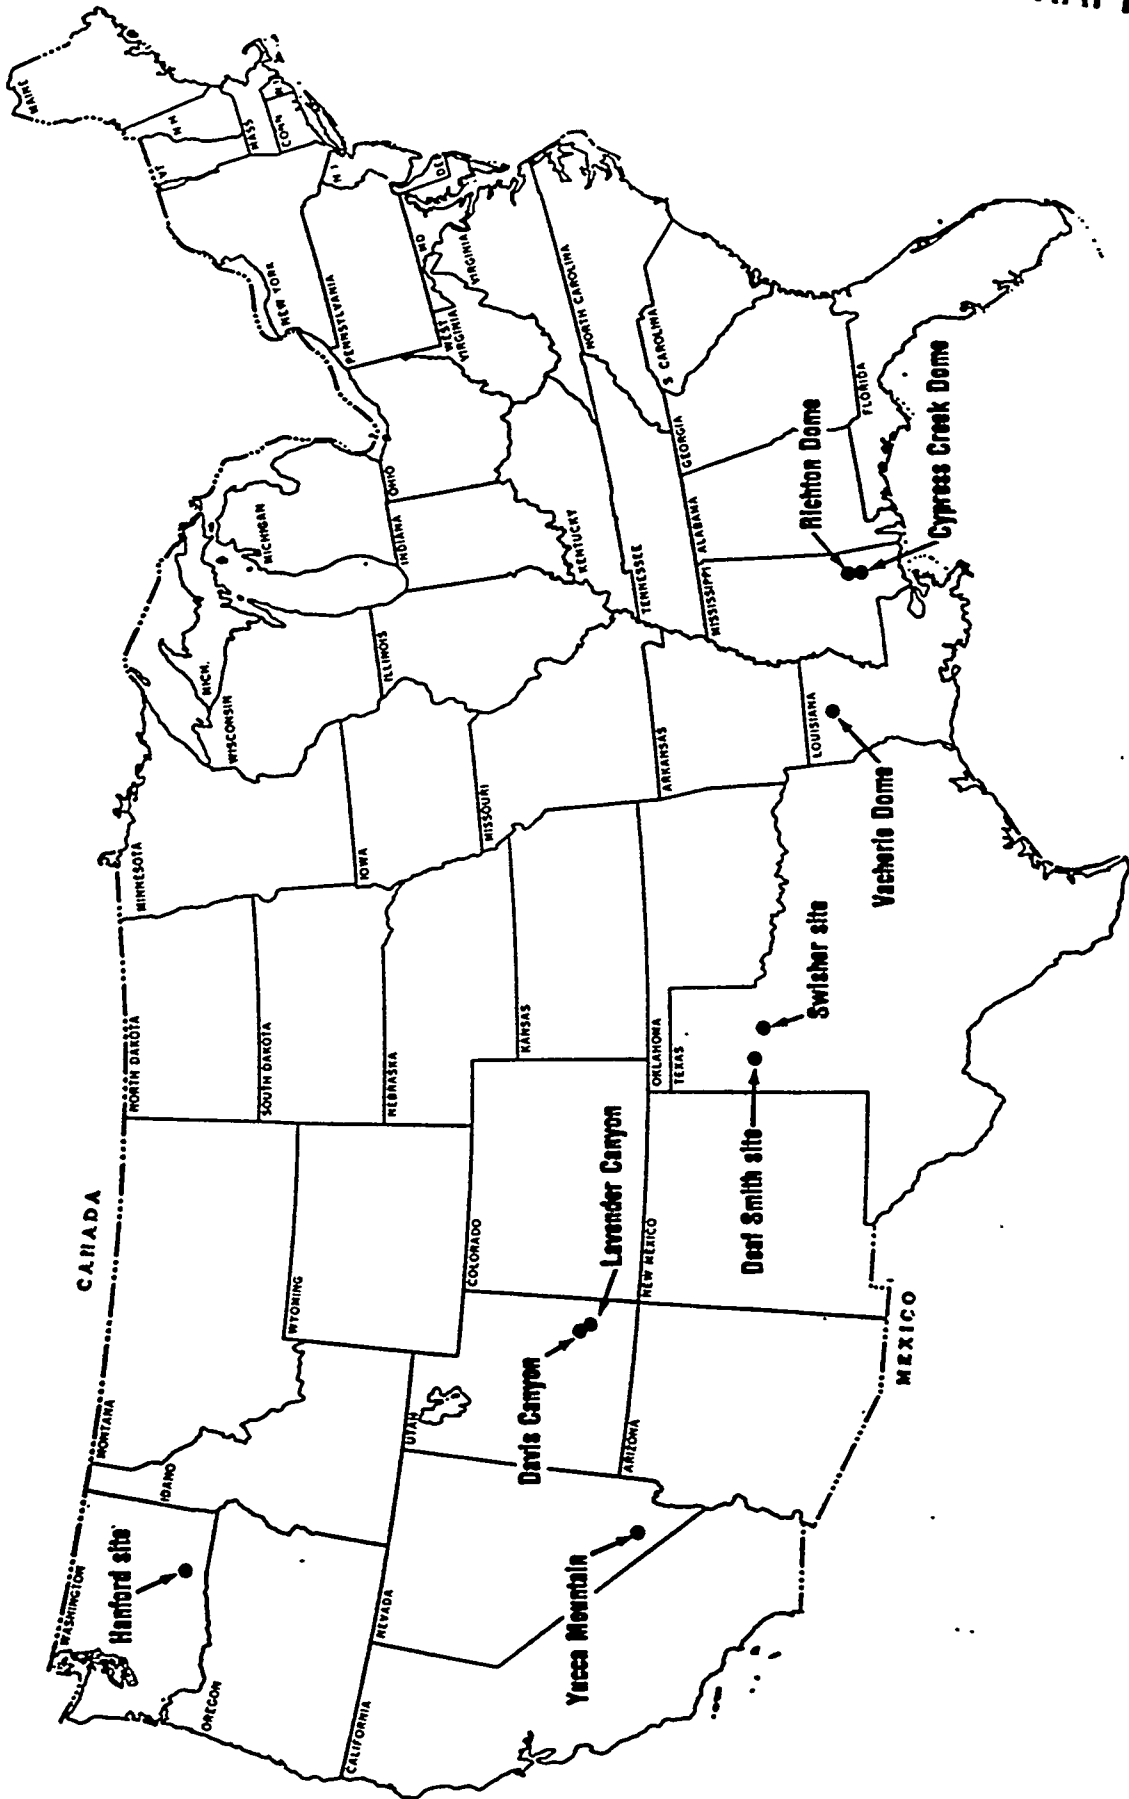 CANADA
WASHINGTON
Hanford site
OREGON
CALIFORNIA
NEVADA
Yucca Mountain
IDAHO
MONTANA
UTAH
Davis Canyon
Lavender Canyon
ARIZONA
WYOMING
COLORADO
NEW MEXICO
MEXICO
NORTH DAKOTA
SOUTH DAKOTA
NEBRASKA
KANSAS
OKLAHOMA
TEXAS
Deaf Smith site
Swisher site
MINNESOTA
IOWA
MISSOURI
ARKANSAS
LOUISIANA
Vacherie Dome
WISCONSIN
MICH.
MICHIGAN
ILLINOIS
INDIANA
OHIO
KENTUCKY
TENNESSEE
MISSISSIPPI
ALABAMA
GEORGIA
FLORIDA
Richton Dome
Cypress Creek Dome
S CAROLINA
NORTH CAROLINA
VIRGINIA
WEST
VIRGINIA
MD
DE
PENNSYLVANIA
N J
NEW YORK
VT
N H
MAINE
MASS
CONN